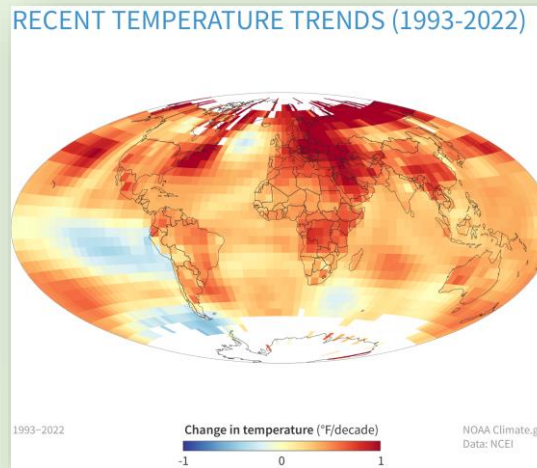 RECENT TEMPERATURE TRENDS (1993-2022)
1993–2022
Change in temperature (°F/decade)
-1 0 1
NOAA Climate.g
Data: NCEI